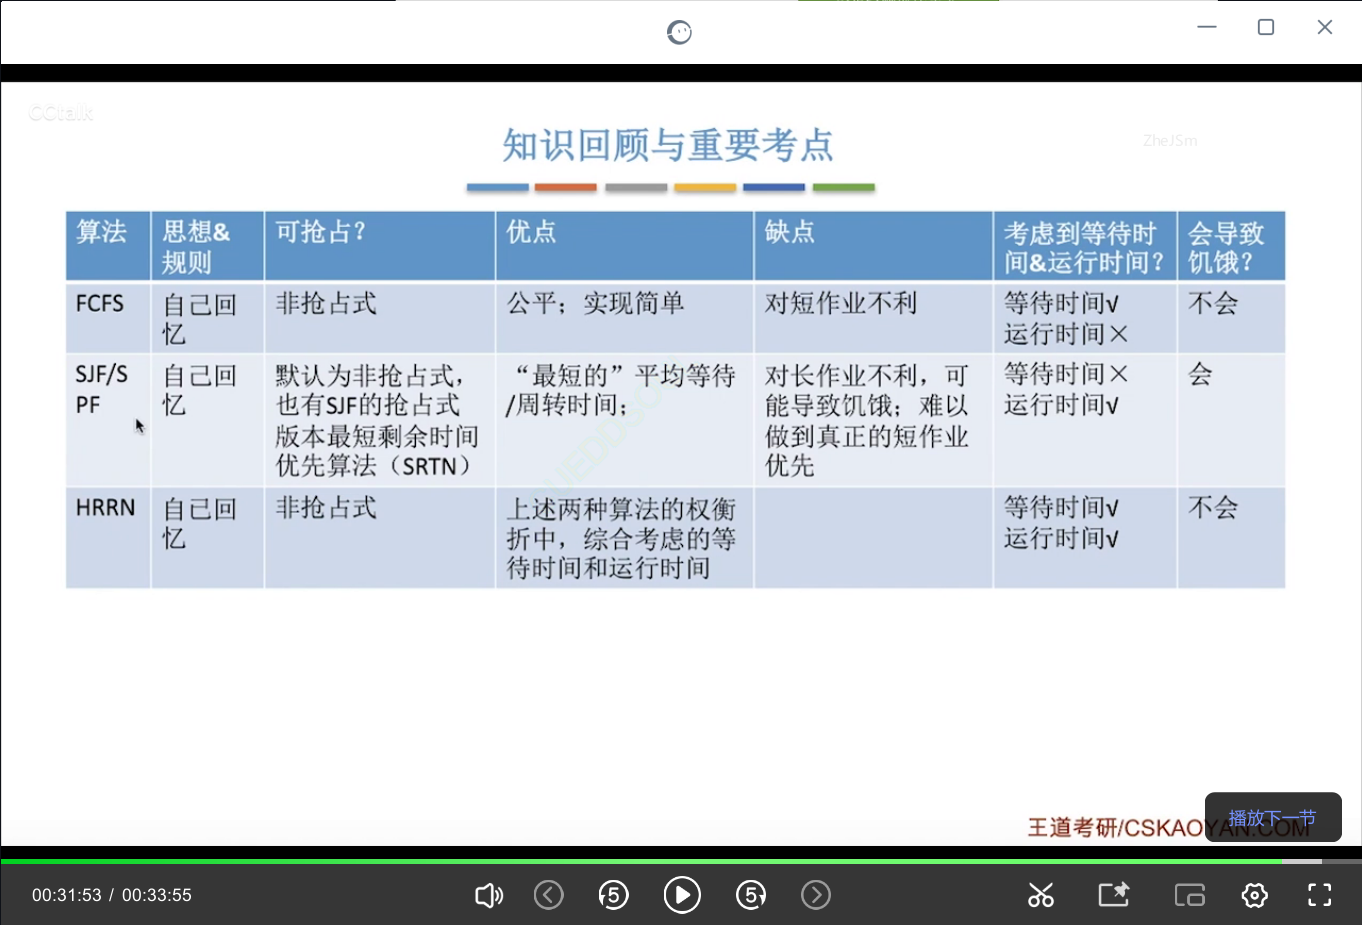 CCtalk
ZheJSm
知识回顾与重要考点
算法
思想&
规则
可抢占？
优点
缺点
考虑到等待时
间&运行时间？
会导致
饥饿？
FCFS
自己回
忆
非抢占式
公平；实现简单
对短作业不利
等待时间√
运行时间×
不会
SJF/S
PF
自己回
忆
默认为非抢占式，
也有SJF的抢占式
版本最短剩余时间
优先算法（SRTN）
“最短的”平均等待
/周转时间；
对长作业不利，可
能导致饥饿；难以
做到真正的短作业
优先
等待时间×
运行时间√
会
HRRN
自己回
忆
非抢占式
上述两种算法的权衡
折中，综合考虑的等
待时间和运行时间
等待时间√
运行时间√
不会
王道考研/CSKAOYAN.COM
播放下一节
00:31:53 / 00:33:55
5
5